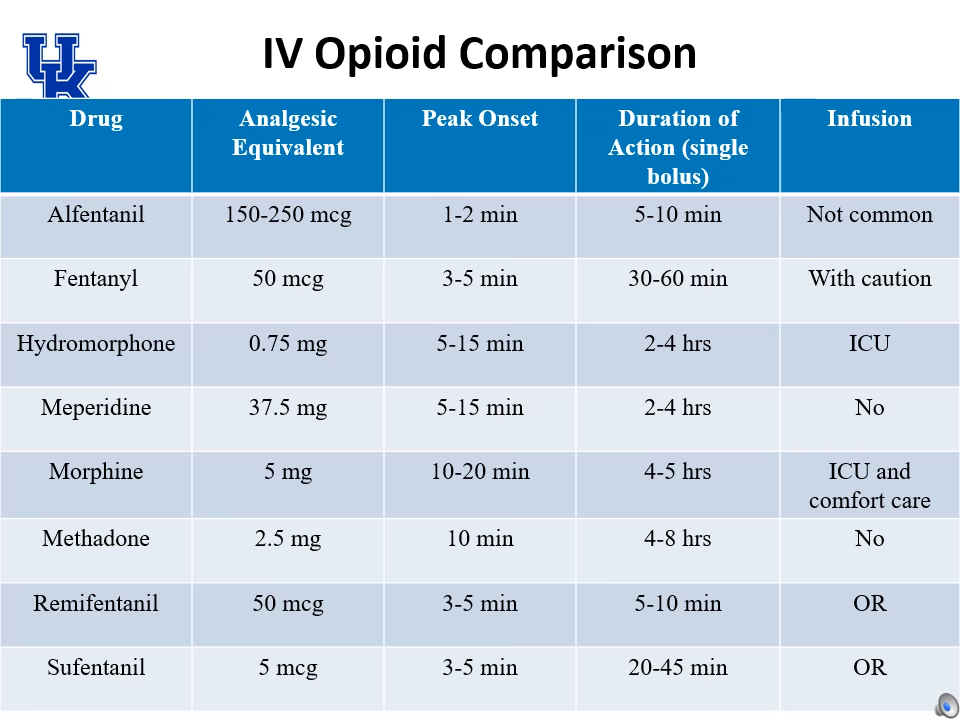 IV Opioid Comparison
UK
Drug Analgesic Equivalent Peak Onset Duration of Action (single bolus) Infusion
Alfentanil 150-250 mcg 1-2 min 5-10 min Not common
Fentanyl 50 mcg 3-5 min 30-60 min With caution
Hydromorphone 0.75 mg 5-15 min 2-4 hrs ICU
Meperidine 37.5 mg 5-15 min 2-4 hrs No
Morphine 5 mg 10-20 min 4-5 hrs ICU and comfort care
Methadone 2.5 mg 10 min 4-8 hrs No
Remifentanil 50 mcg 3-5 min 5-10 min OR
Sufentanil 5 mcg 3-5 min 20-45 min OR